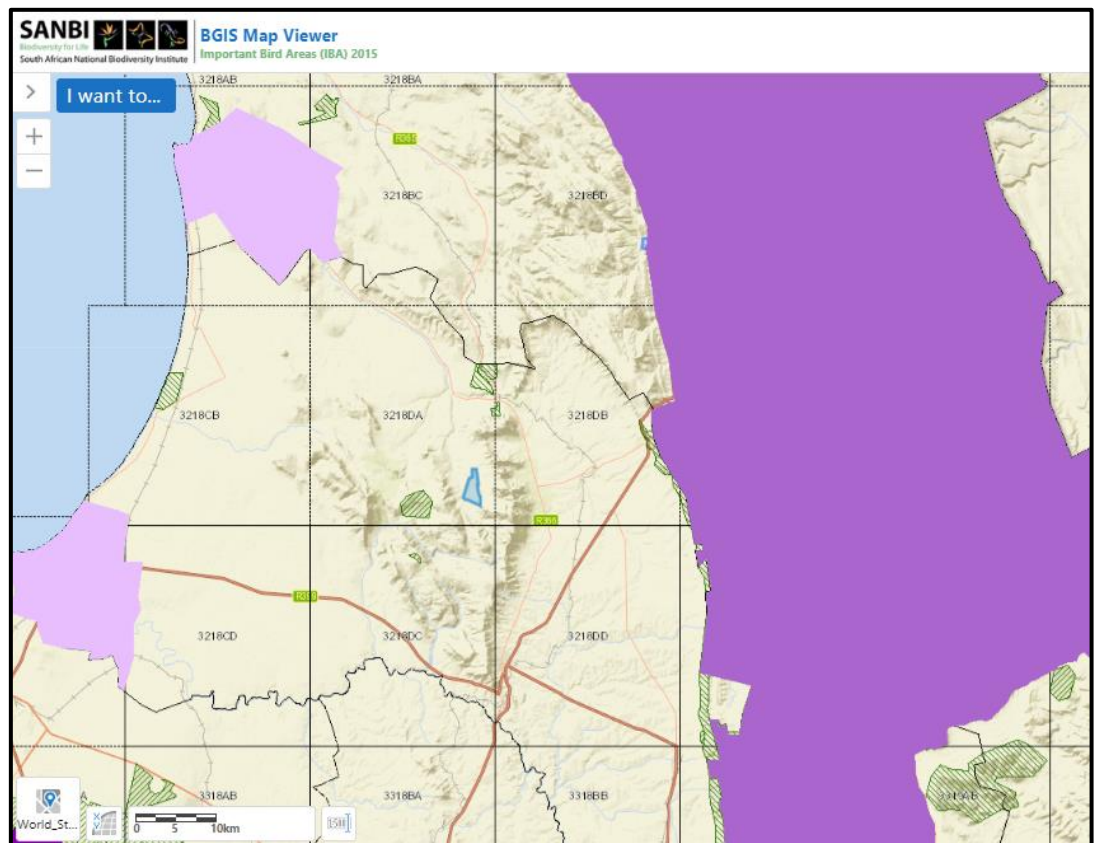 SANBI
Biodiversity for Life
South African National Biodiversity Institute
BGIS Map Viewer
Important Bird Areas (IBA) 2015
3218AB
3218BA
I want to...
R365
3218BC
3218BD
3218CB
3218DA
3218DB
R366
R399
3218CD
3218DC
3218DD
3318AB
3318BA
3318BB
3319AB
World_St...
0 5 10km